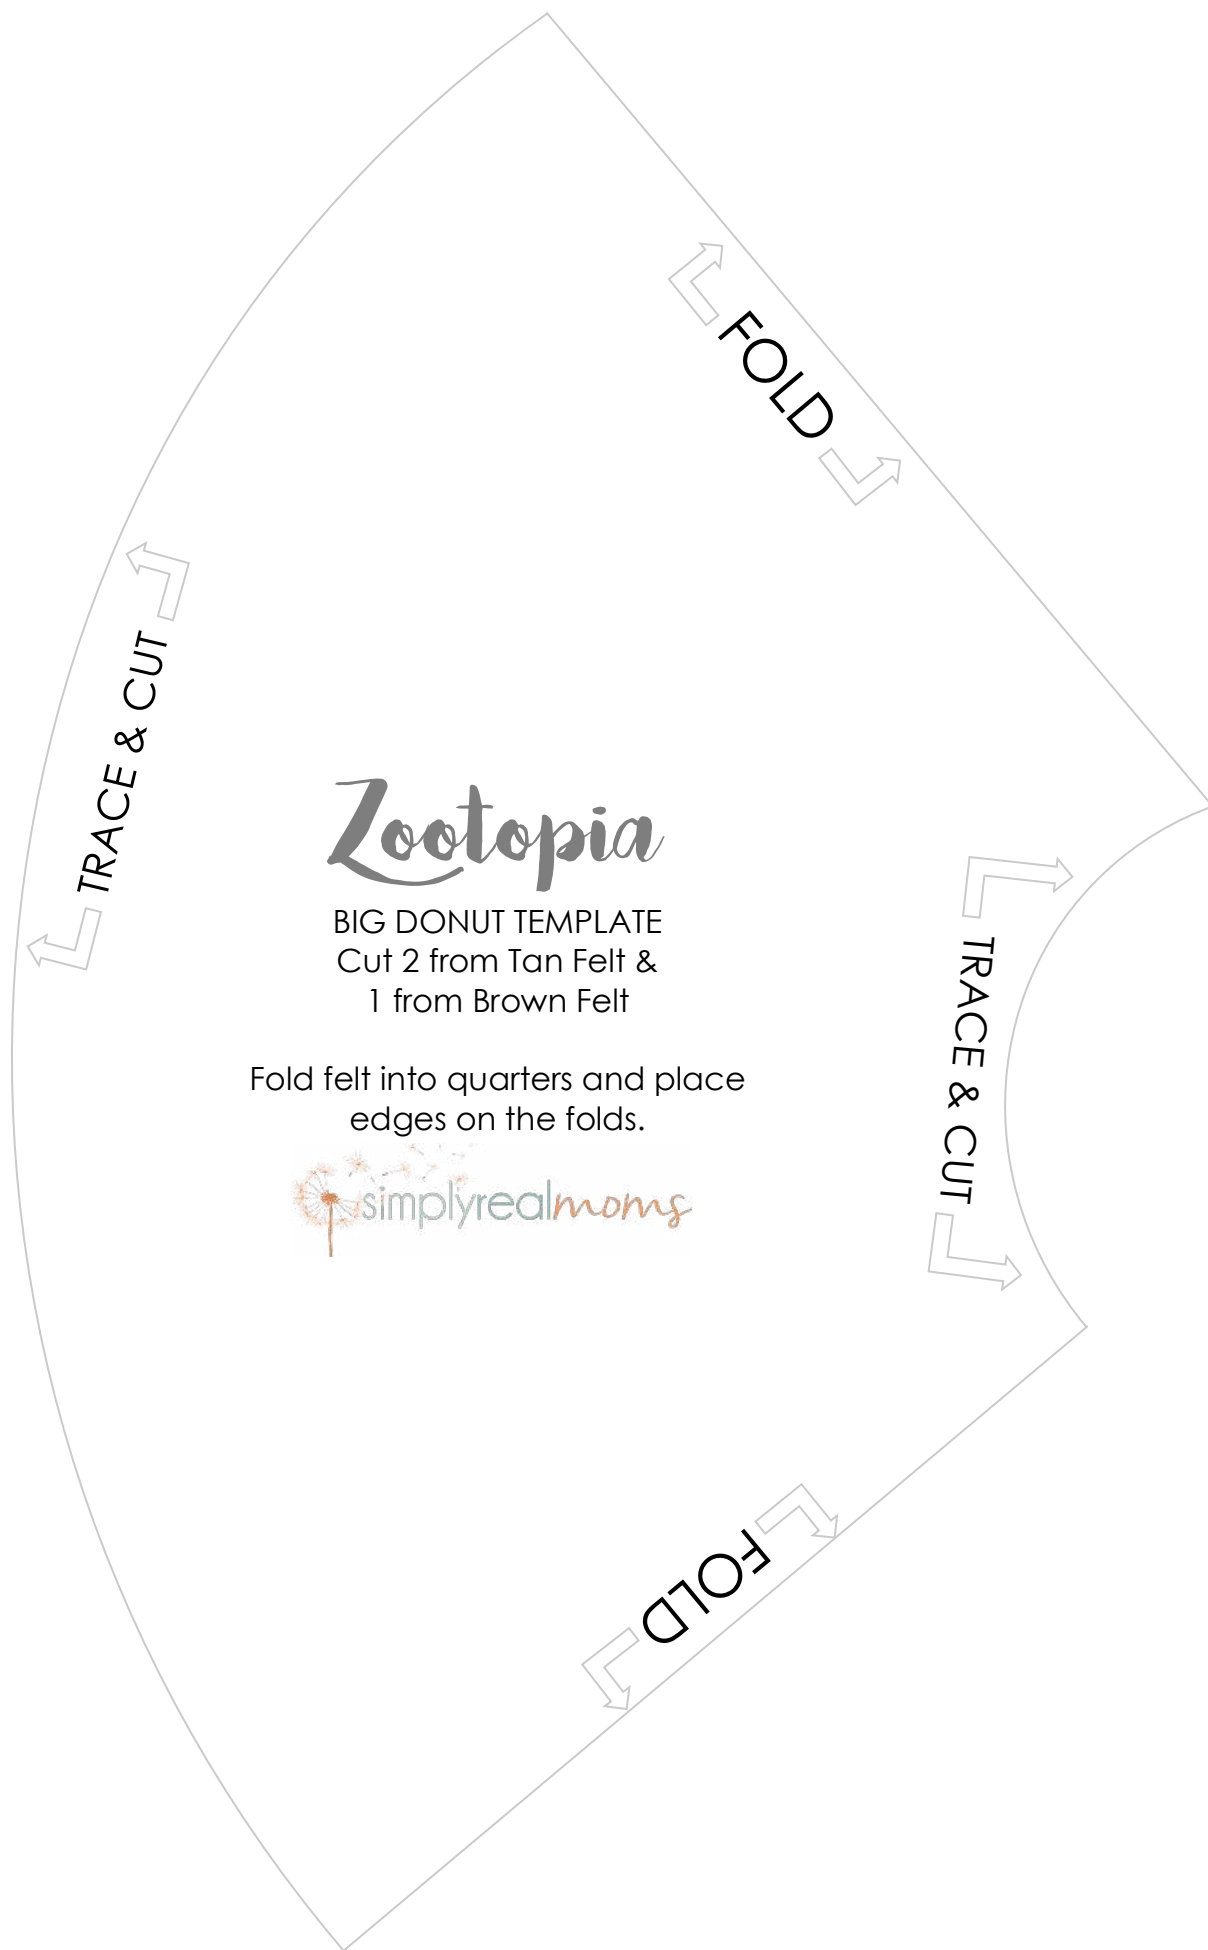 FOLD
TRACE & CUT
Zootopia
BIG DONUT TEMPLATE
Cut 2 from Tan Felt &
1 from Brown Felt
Fold felt into quarters and place
edges on the folds.
simplyrealmoms
TRACE & CUT
FOLD